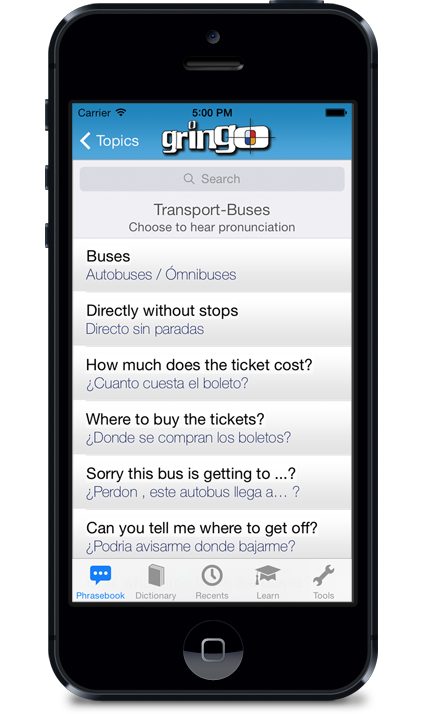 Carrier 5:00 PM
Topics gringo
Search
Transport-Buses
Choose to hear pronunciation
Buses
Autobuses / Ómnibuses
Directly without stops
Directo sin paradas
How much does the ticket cost?
¿Cuanto cuesta el boleto?
Where to buy the tickets?
¿Donde se compran los boletos?
Sorry this bus is getting to ...?
¿Perdon , este autobus llega a... ?
Can you tell me where to get off?
¿Podria avisarme donde bajarme?
Phrasebook Dictionary Recents Learn Tools